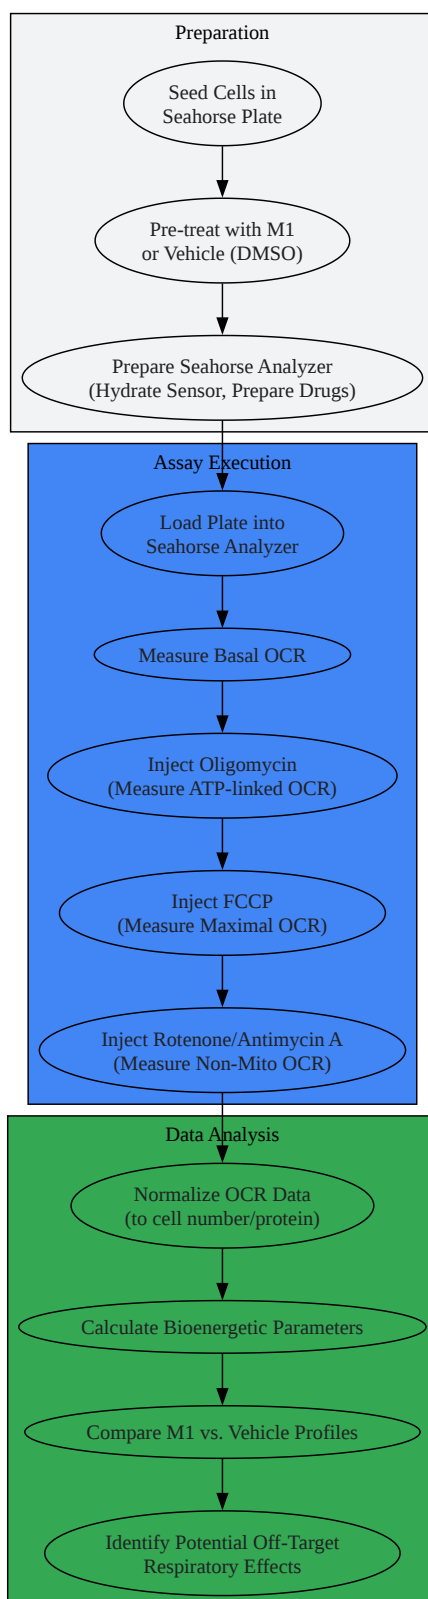 Preparation
Seed Cells in
Seahorse Plate
Pre-treat with M1
or Vehicle (DMSO)
Prepare Seahorse Analyzer
(Hydrate Sensor, Prepare Drugs)
Assay Execution
Load Plate into
Seahorse Analyzer
Measure Basal OCR
Inject Oligomycin
(Measure ATP-linked OCR)
Inject FCCP
(Measure Maximal OCR)
Inject Rotenone/Antimycin A
(Measure Non-Mito OCR)
Data Analysis
Normalize OCR Data
(to cell number/protein)
Calculate Bioenergetic Parameters
Compare M1 vs. Vehicle Profiles
Identify Potential Off-Target
Respiratory Effects